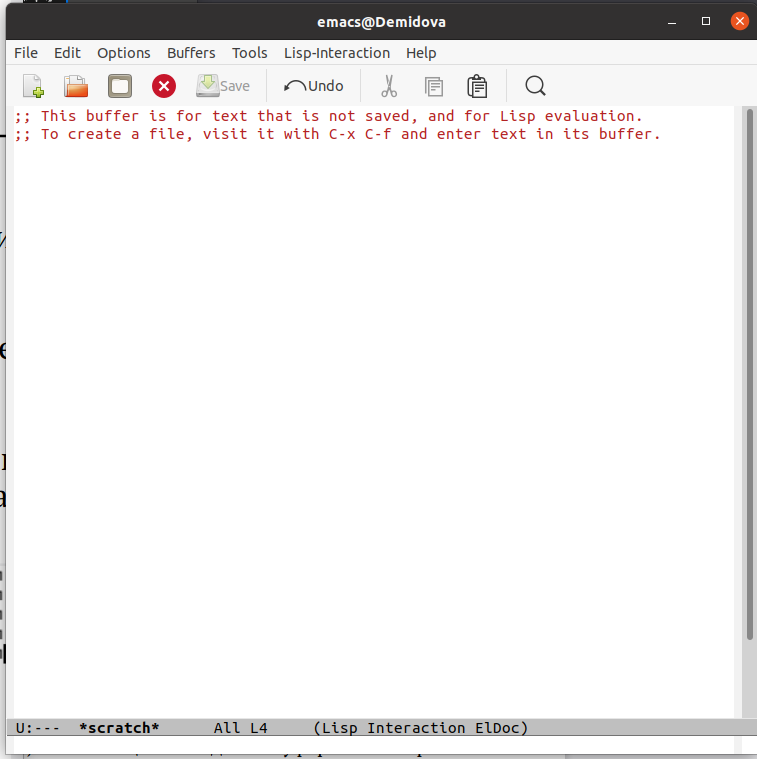 emacs@Demidova
File Edit Options Buffers Tools Lisp-Interaction Help
Save Undo
;; This buffer is for text that is not saved, and for Lisp evaluation.
;; To create a file, visit it with C-x C-f and enter text in its buffer.
U:--- *scratch* All L4 (Lisp Interaction ElDoc)